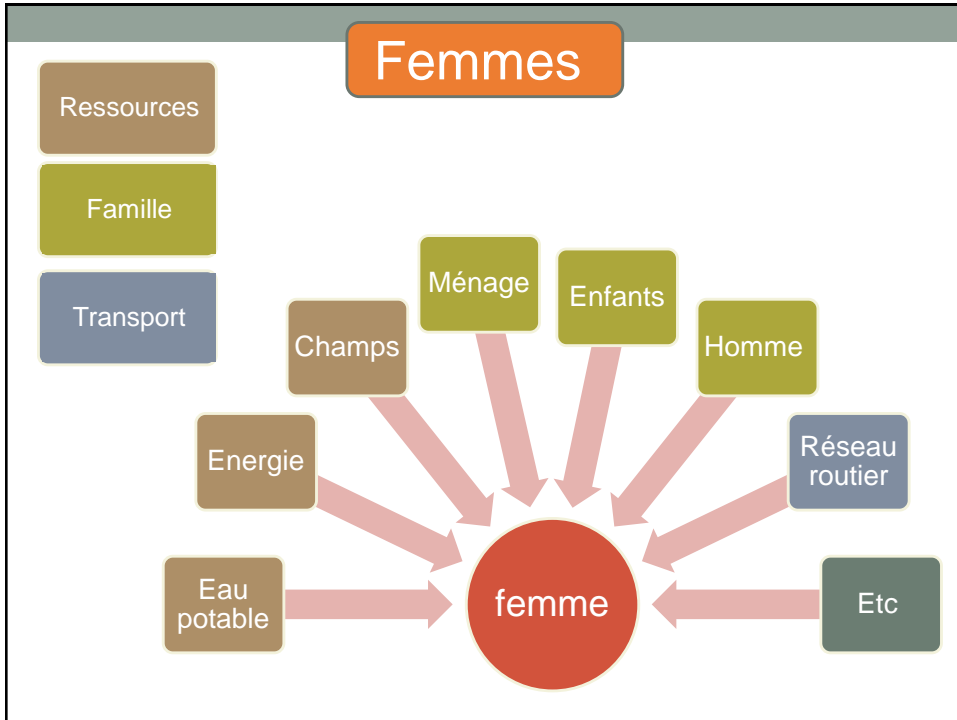 Femmes
Ressources
Famille
Transport
Ménage
Enfants
Champs
Homme
Energie
Réseau
routier
Eau
potable
femme
Etc